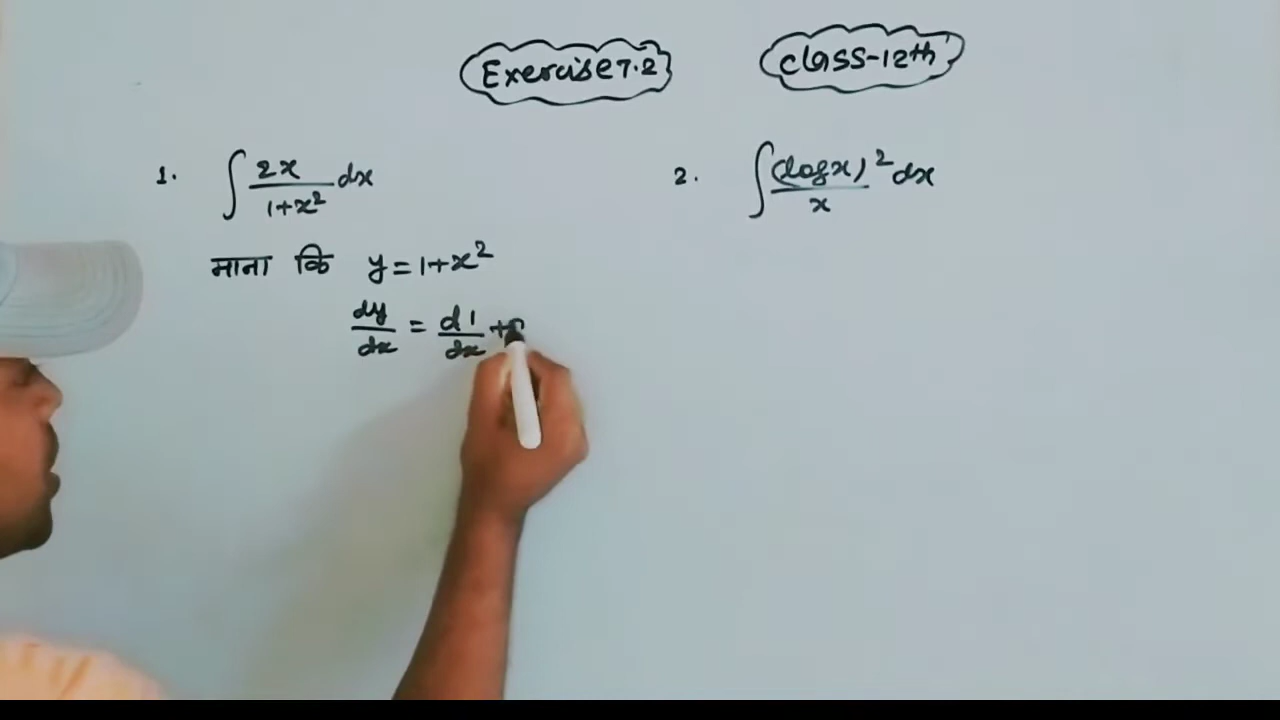 Exercise 7.2
Class-12th
1. ∫ 2x/(1+x²) dx
2. ∫ (logx)²/x dx
माना कि y = 1+x²
dy/dx = d1/dx +